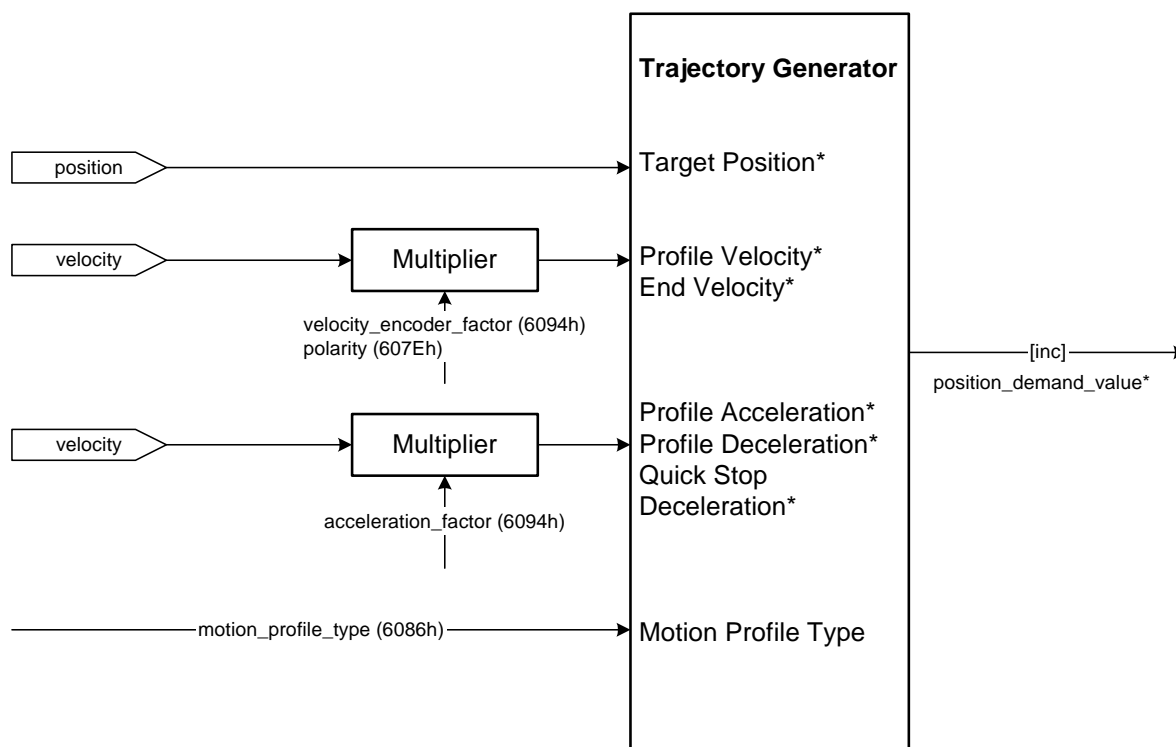 Trajectory Generator
position
Target Position*
velocity
Multiplier
Profile Velocity*
End Velocity*
velocity_encoder_factor (6094h)
polarity (607Eh)
[inc]
position_demand_value*
velocity
Multiplier
Profile Acceleration*
Profile Deceleration*
Quick Stop
Deceleration*
acceleration_factor (6094h)
motion_profile_type (6086h)
Motion Profile Type